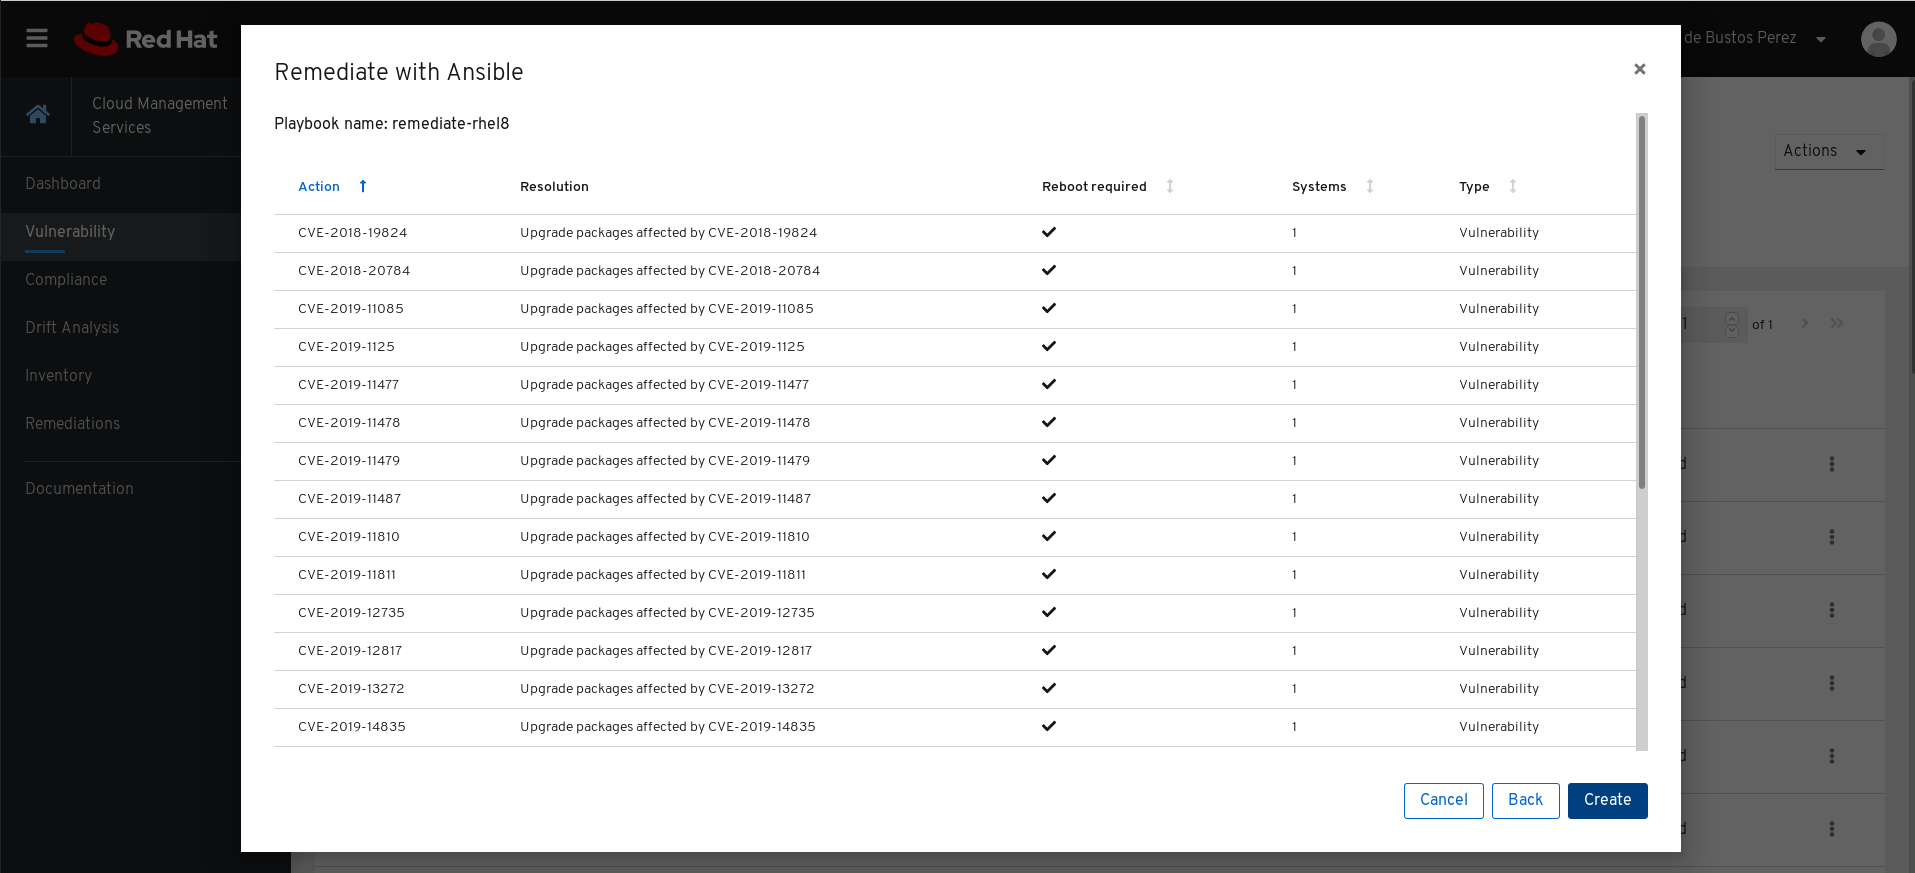 Red Hat
de Bustos Perez
Cloud Management
Services
Dashboard
Vulnerability
Compliance
Drift Analysis
Inventory
Remediations
Documentation
Remediate with Ansible
Playbook name: remediate-rhel8
Action Resolution Reboot required Systems Type
CVE-2018-19824 Upgrade packages affected by CVE-2018-19824 1 Vulnerability
CVE-2018-20784 Upgrade packages affected by CVE-2018-20784 1 Vulnerability
CVE-2019-11085 Upgrade packages affected by CVE-2019-11085 1 Vulnerability
CVE-2019-1125 Upgrade packages affected by CVE-2019-1125 1 Vulnerability
CVE-2019-11477 Upgrade packages affected by CVE-2019-11477 1 Vulnerability
CVE-2019-11478 Upgrade packages affected by CVE-2019-11478 1 Vulnerability
CVE-2019-11479 Upgrade packages affected by CVE-2019-11479 1 Vulnerability
CVE-2019-11487 Upgrade packages affected by CVE-2019-11487 1 Vulnerability
CVE-2019-11810 Upgrade packages affected by CVE-2019-11810 1 Vulnerability
CVE-2019-11811 Upgrade packages affected by CVE-2019-11811 1 Vulnerability
CVE-2019-12735 Upgrade packages affected by CVE-2019-12735 1 Vulnerability
CVE-2019-12817 Upgrade packages affected by CVE-2019-12817 1 Vulnerability
CVE-2019-13272 Upgrade packages affected by CVE-2019-13272 1 Vulnerability
CVE-2019-14835 Upgrade packages affected by CVE-2019-14835 1 Vulnerability
Cancel Back Create
Actions
1 of 1